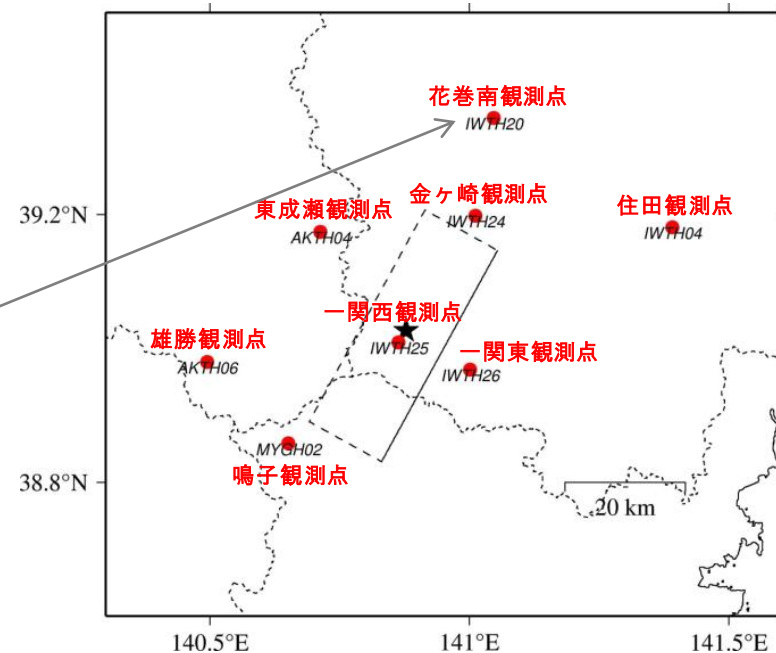 花巻南観測点
IWTH20
39.2°N
金ヶ崎観測点
IWTH24
東成瀬観測点
AKTH04
住田観測点
IWTH04
一関西観測点
IWTH25
雄勝観測点
AKTH06
一関東観測点
IWTH26
MYGH02
鳴子観測点
38.8°N
20 km
140.5°E
141°E
141.5°E